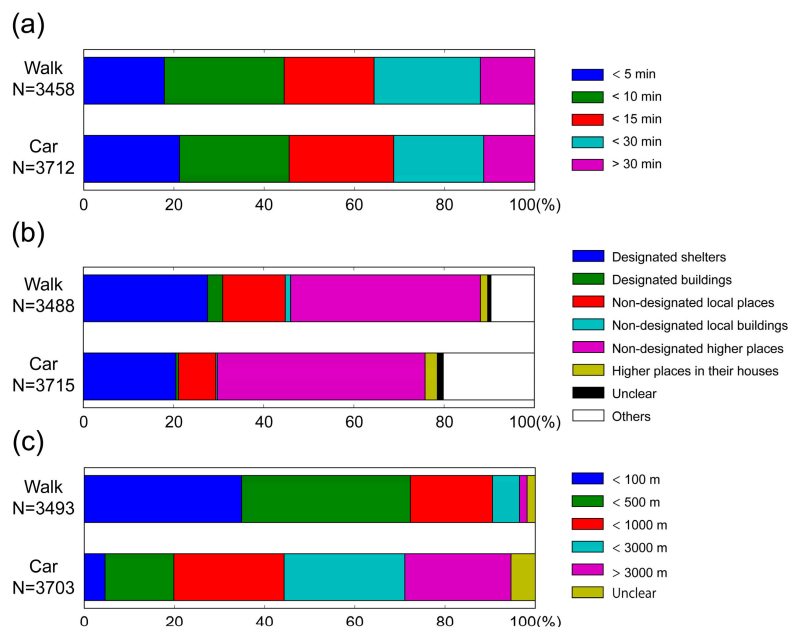 (a)
Walk
N=3458
Car
N=3712
0 20 40 60 80 100(%)
< 5 min
< 10 min
< 15 min
< 30 min
> 30 min
(b)
Walk
N=3488
Car
N=3715
0 20 40 60 80 100(%)
Designated shelters
Designated buildings
Non-designated local places
Non-designated local buildings
Non-designated higher places
Higher places in their houses
Unclear
Others
(c)
Walk
N=3493
Car
N=3703
0 20 40 60 80 100(%)
< 100 m
< 500 m
< 1000 m
< 3000 m
> 3000 m
Unclear